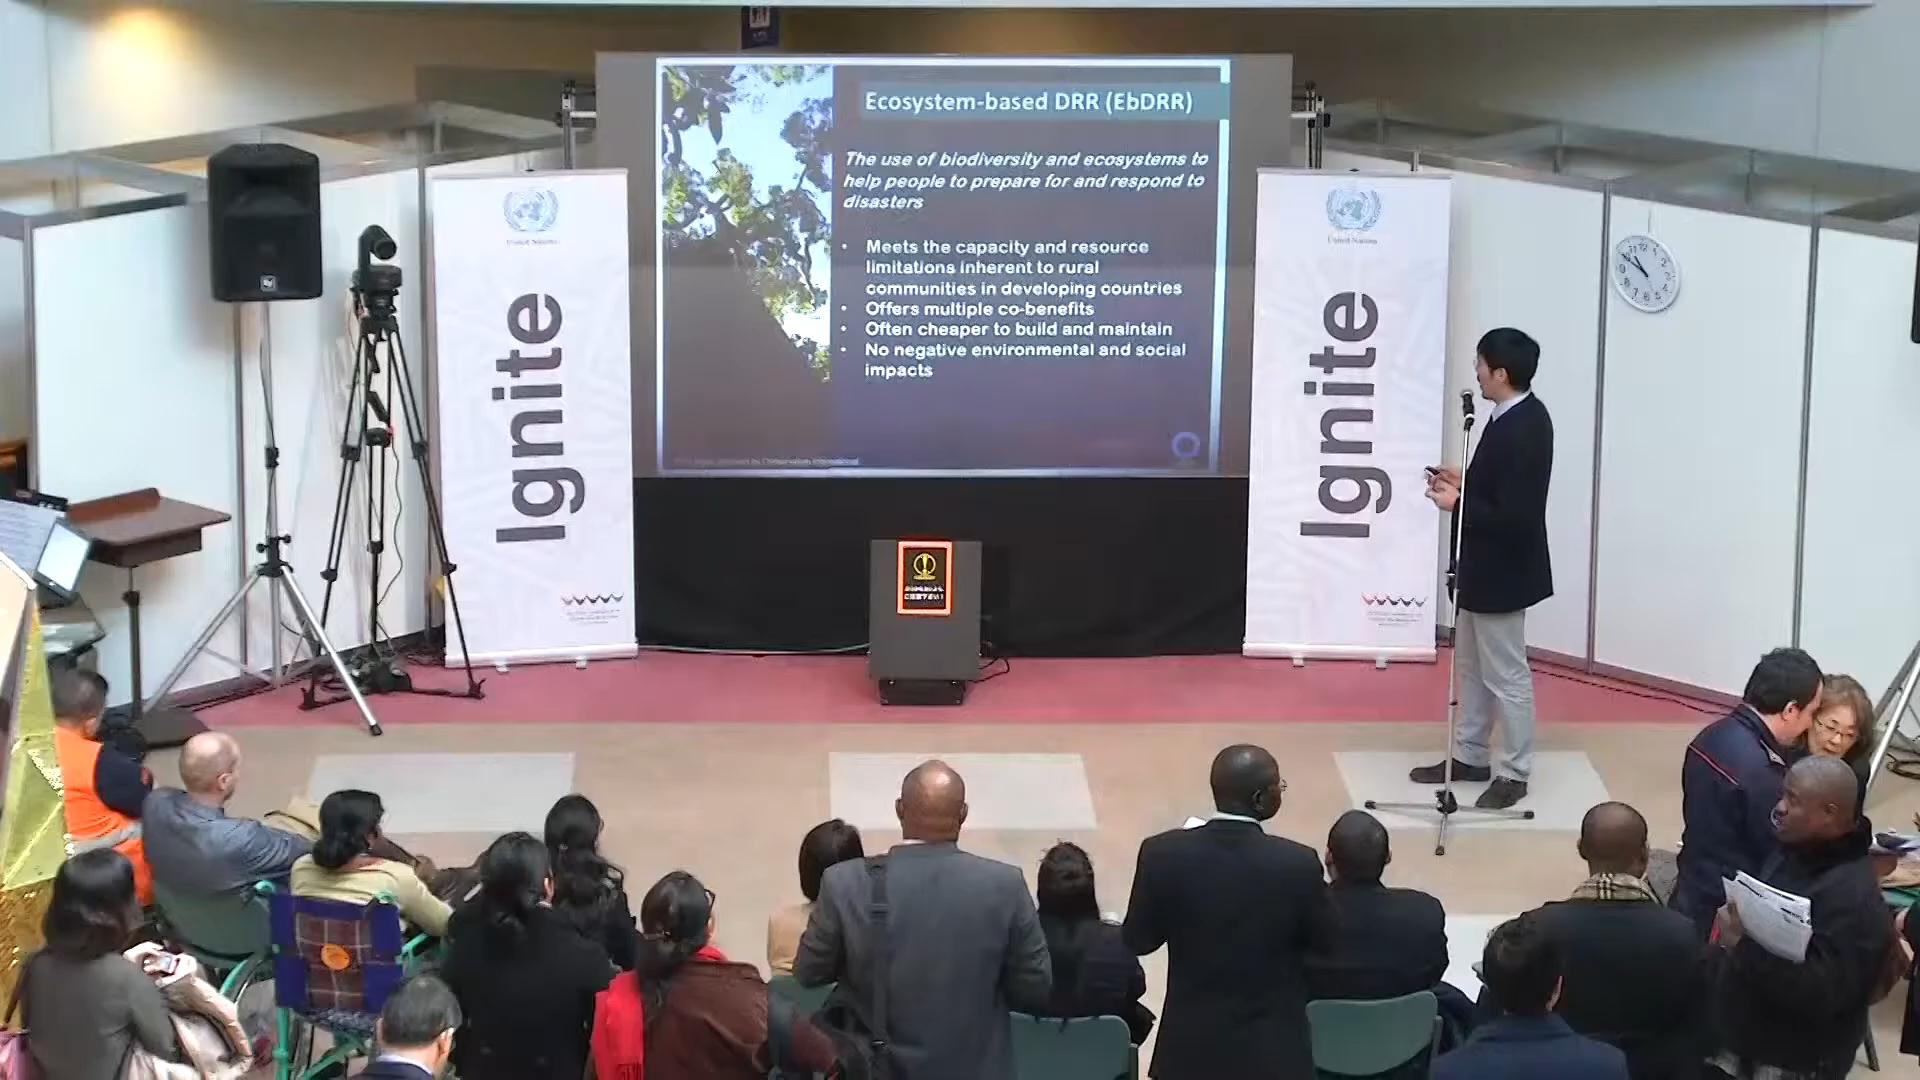 Ecosystem-based DRR (EbDRR)
The use of biodiversity and ecosystems to
help people to prepare for and respond to
disasters
• Meets the capacity and resource
limitations inherent to rural
communities in developing countries
• Offers multiple co-benefits
• Often cheaper to build and maintain
• No negative environmental and social
impacts
United Nations
Ignite
United Nations
Ignite